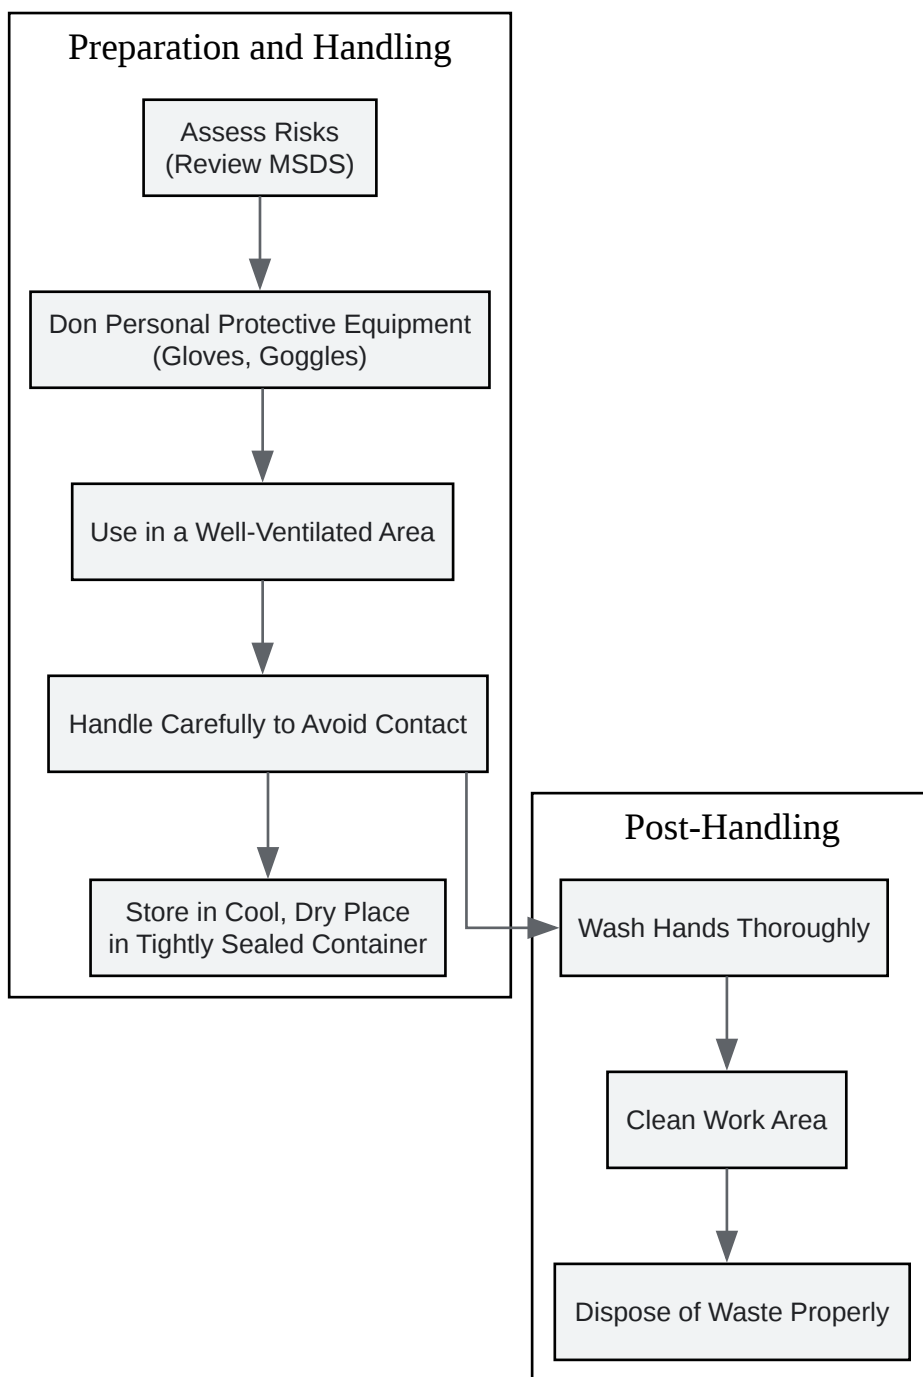 Preparation and Handling
Assess Risks
(Review MSDS)
Don Personal Protective Equipment
(Gloves, Goggles)
Use in a Well-Ventilated Area
Handle Carefully to Avoid Contact
Store in Cool, Dry Place
in Tightly Sealed Container
Post-Handling
Wash Hands Thoroughly
Clean Work Area
Dispose of Waste Properly